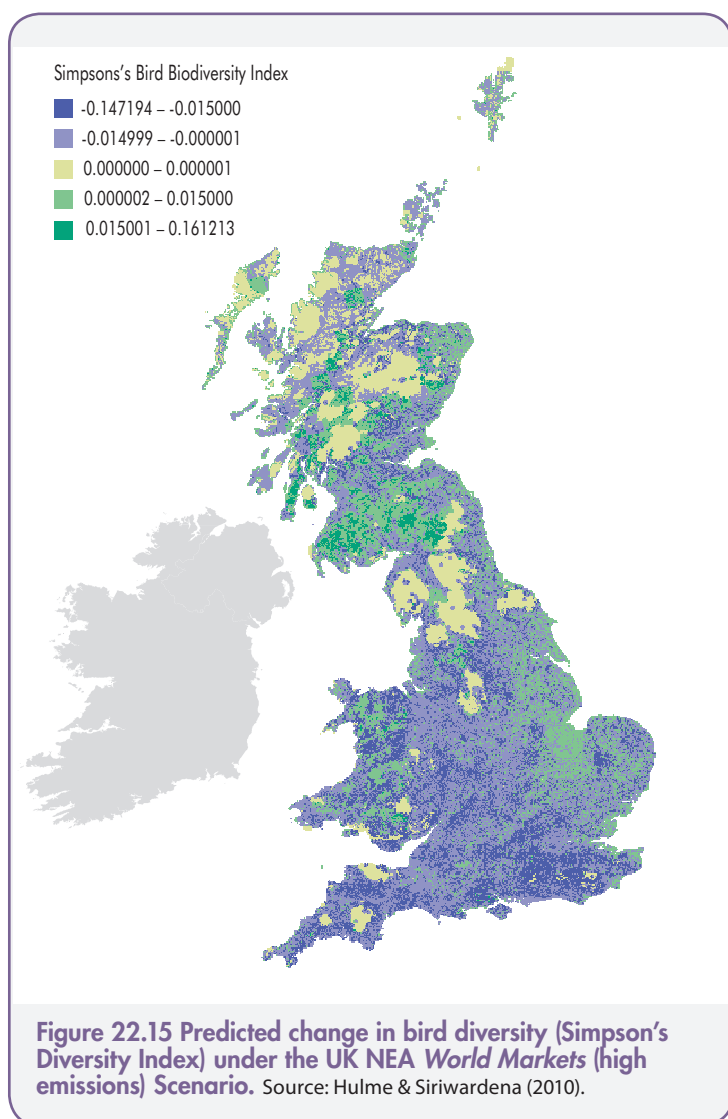 Simpsons's Bird Biodiversity Index
-0.147194 – -0.015000
-0.014999 – -0.000001
0.000000 – 0.000001
0.000002 – 0.015000
0.015001 – 0.161213
Figure 22.15 Predicted change in bird diversity (Simpson's
Diversity Index) under the UK NEA World Markets (high
emissions) Scenario. Source: Hulme & Siriwardena (2010).